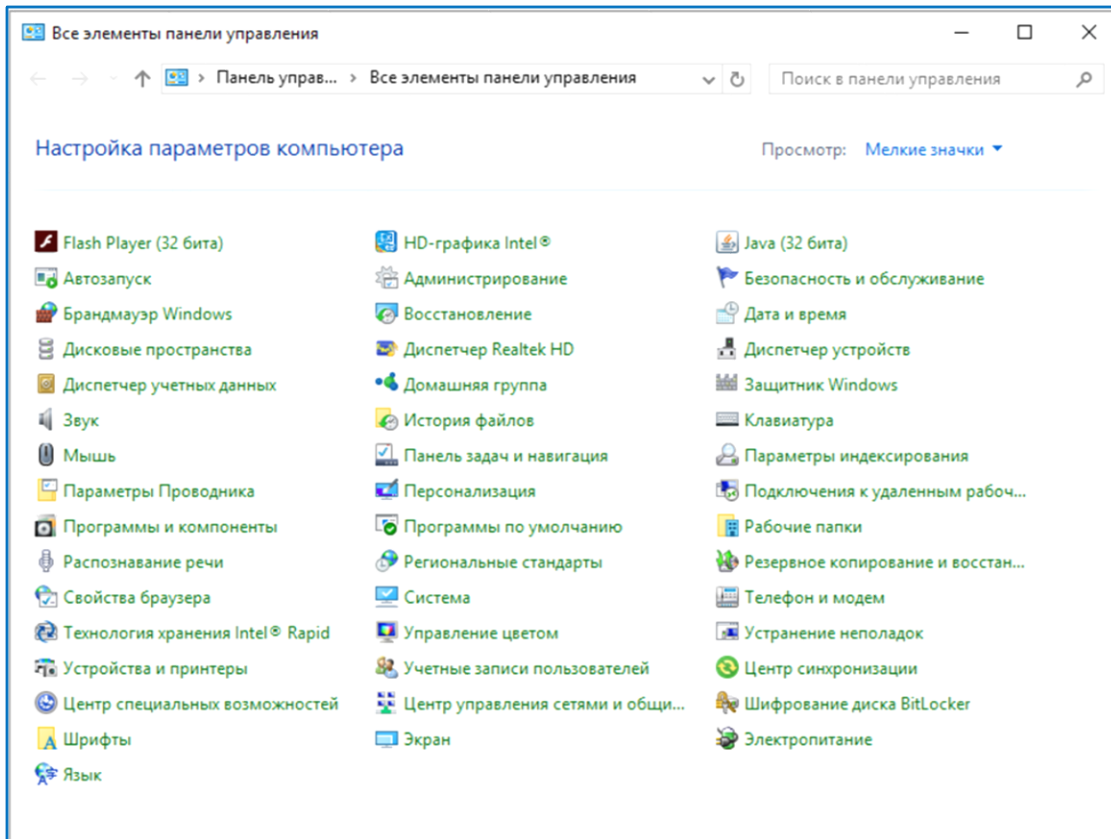 Все элементы панели управления
Панель управ... Все элементы панели управления Поиск в панели управления
Настройка параметров компьютера Просмотр: Мелкие значки
Flash Player (32 бита) HD-графика Intel® Java (32 бита)
Автозапуск Администрирование Безопасность и обслуживание
Брандмауэр Windows Восстановление Дата и время
Дисковые пространства Диспетчер Realtek HD Диспетчер устройств
Диспетчер учетных данных Домашняя группа Защитник Windows
Звук История файлов Клавиатура
Мышь Панель задач и навигация Параметры индексирования
Параметры Проводника Персонализация Подключения к удаленным рабоч...
Программы и компоненты Программы по умолчанию Рабочие папки
Распознавание речи Региональные стандарты Резервное копирование и восстан...
Свойства браузера Система Телефон и модем
Технология хранения Intel® Rapid Управление цветом Устранение неполадок
Устройства и принтеры Учетные записи пользователей Центр синхронизации
Центр специальных возможностей Центр управления сетями и общи... Шифрование диска BitLocker
Шрифты Экран Электропитание
Язык